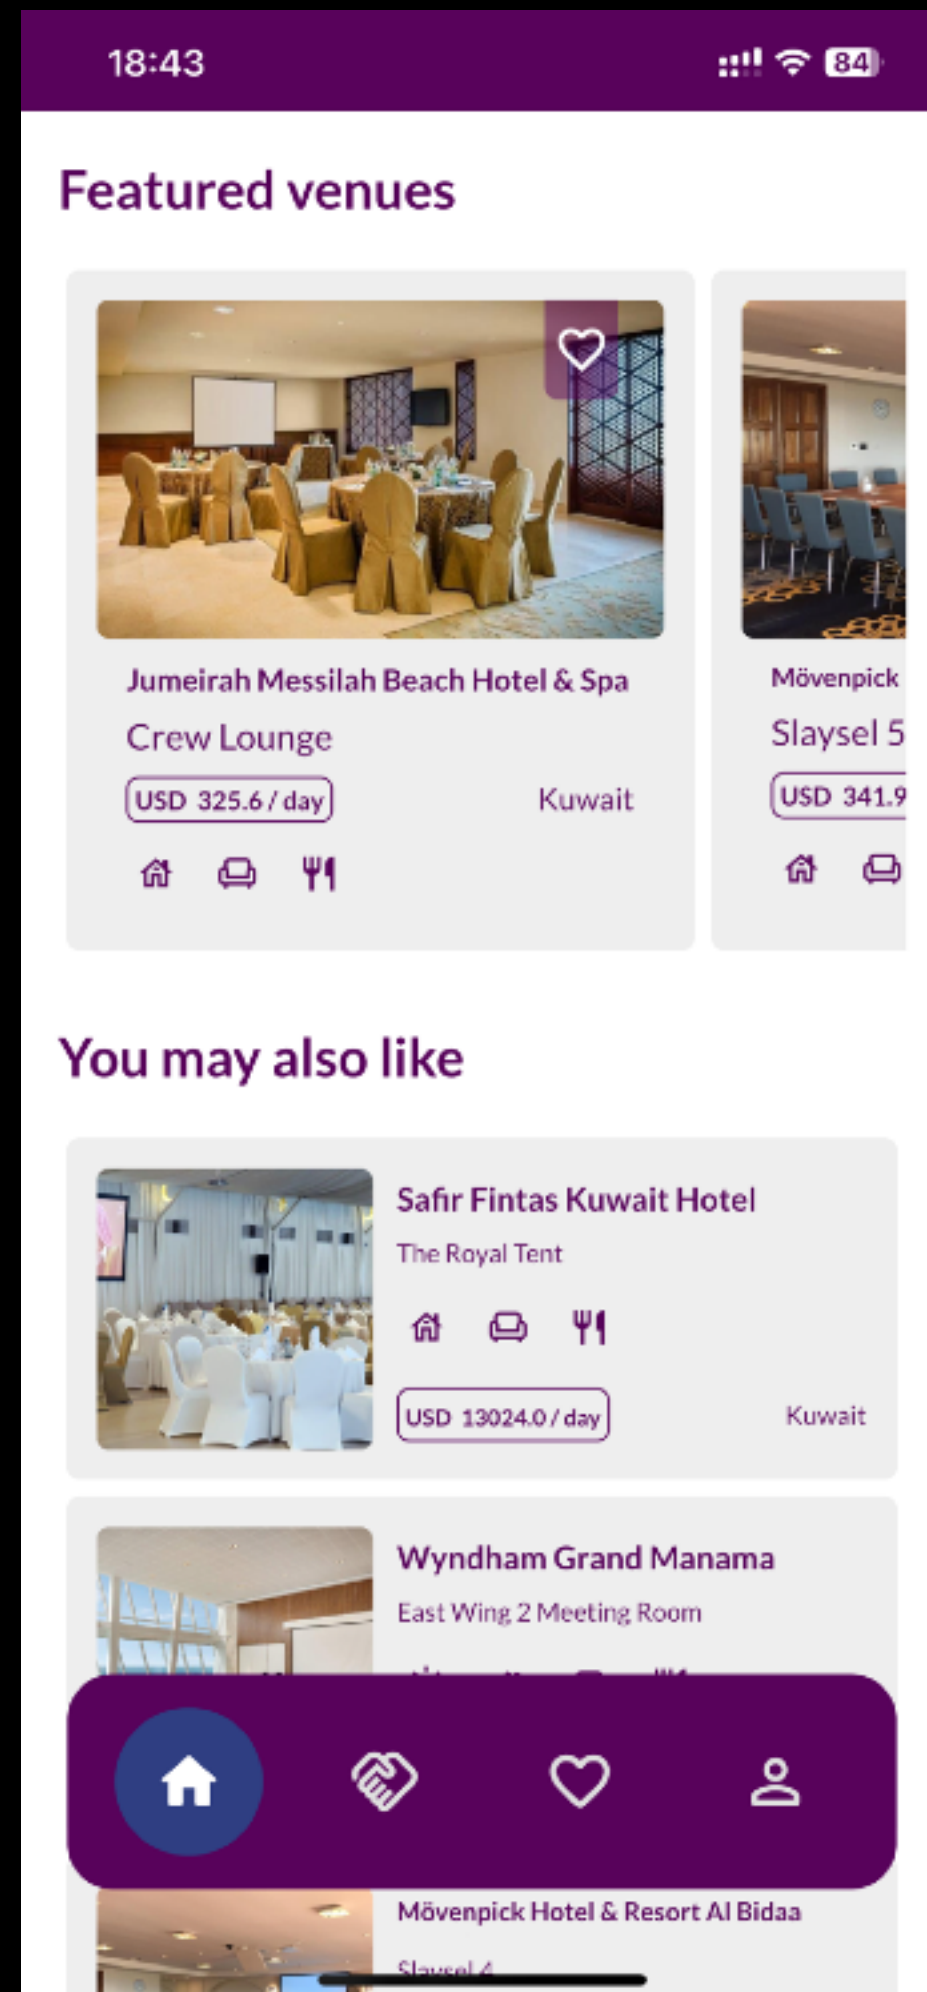 18:43
84
Featured venues
Jumeirah Messilah Beach Hotel & Spa
Crew Lounge
USD 325.6 / day
Kuwait
Mövenpick
Slaysel 5
USD 341.9
You may also like
Safir Fintas Kuwait Hotel
The Royal Tent
USD 13024.0 / day
Kuwait
Wyndham Grand Manama
East Wing 2 Meeting Room
Mövenpick Hotel & Resort Al Bidaa
Slaysel 4